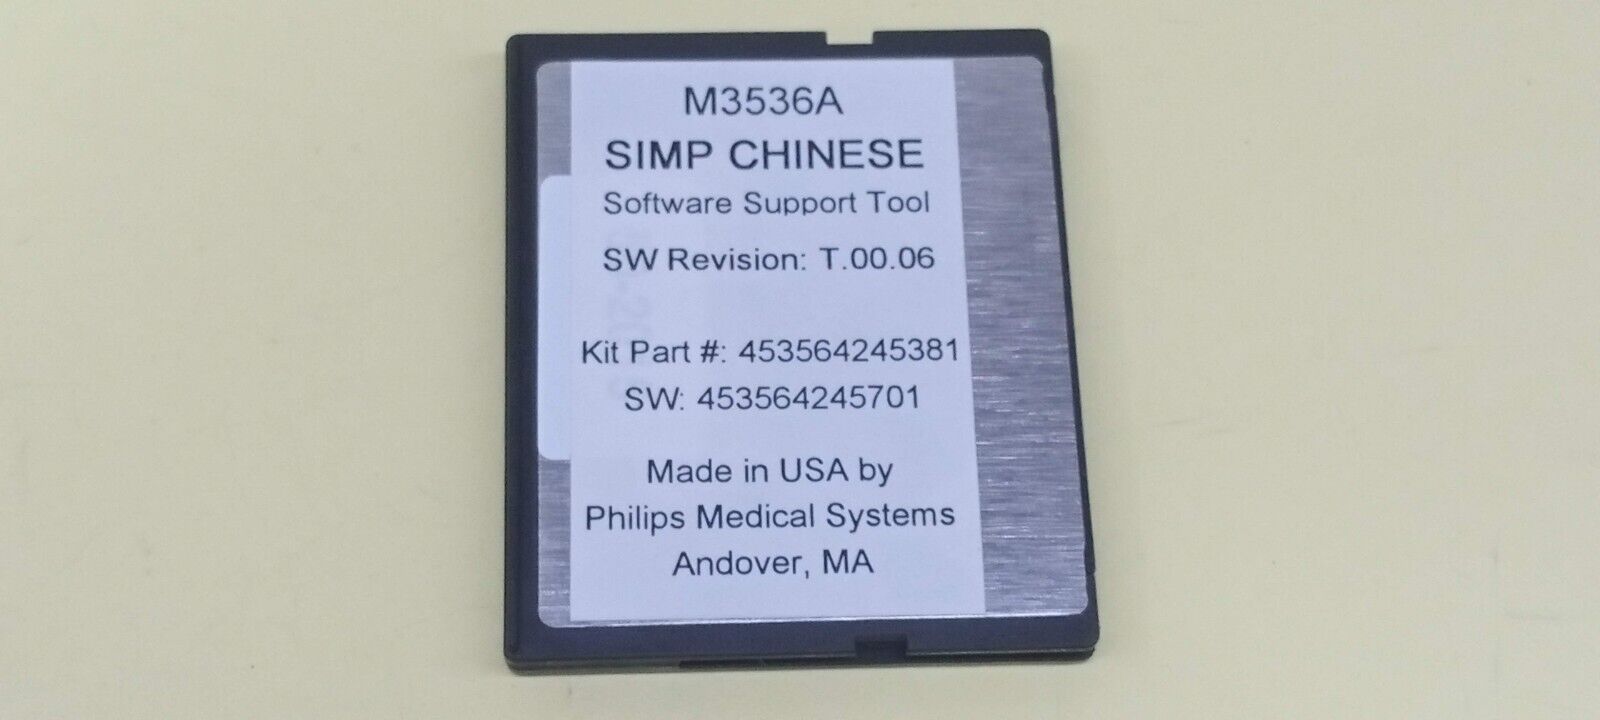 M3536A
SIMP CHINESE
Software Support Tool
SW Revision: T.00.06
Kit Part #: 453564245381
SW: 453564245701
Made in USA by
Philips Medical Systems
Andover, MA